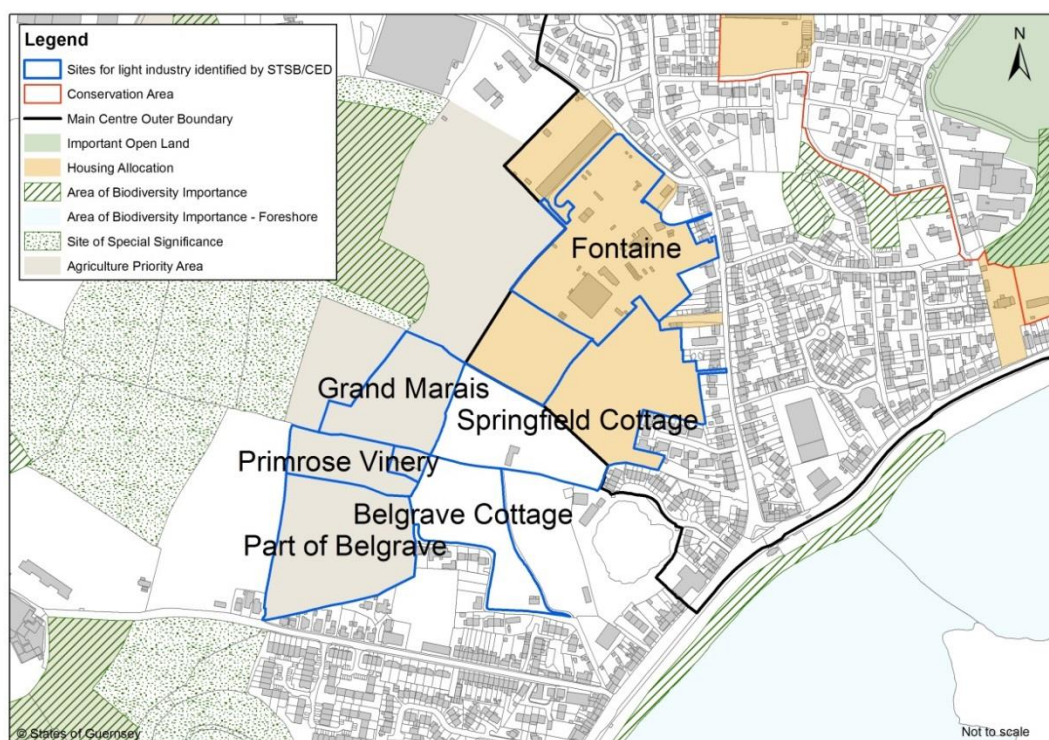 Legend
Sites for light industry identified by STSB/CED
Conservation Area
Main Centre Outer Boundary
Important Open Land
Housing Allocation
Area of Biodiversity Importance
Area of Biodiversity Importance - Foreshore
Site of Special Significance
Agriculture Priority Area
N
Fontaine
Grand Marais
Springfield Cottage
Primrose Vinery
Belgrave Cottage
Part of Belgrave
© States of Guernsey
Not to scale